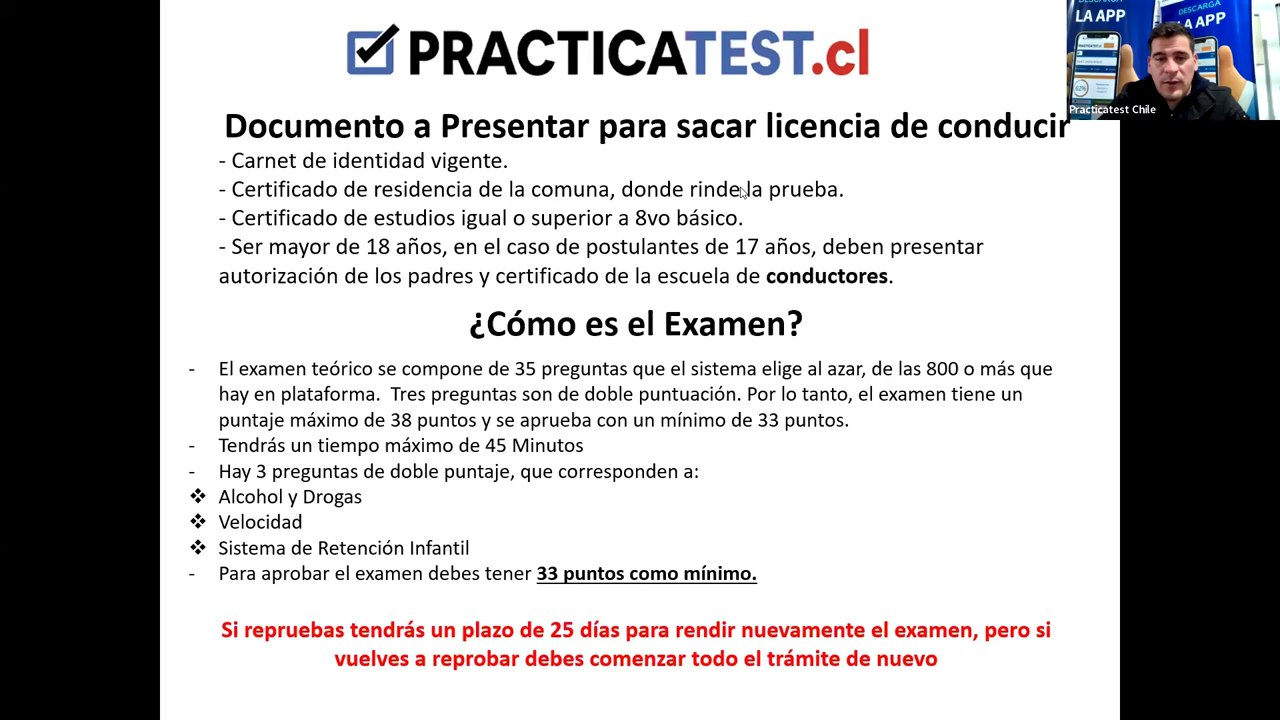 PRACTICATEST.cl
DESCARGA
LA APP
DESCARGA
LA APP
Practicatest Chile
Documento a Presentar para sacar licencia de conducir
- Carnet de identidad vigente.
- Certificado de residencia de la comuna, donde rinde la prueba.
- Certificado de estudios igual o superior a 8vo básico.
- Ser mayor de 18 años, en el caso de postulantes de 17 años, deben presentar
autorización de los padres y certificado de la escuela de conductores.
¿Cómo es el Examen?
- El examen teórico se compone de 35 preguntas que el sistema elige al azar, de las 800 o más que
hay en plataforma. Tres preguntas son de doble puntuación. Por lo tanto, el examen tiene un
puntaje máximo de 38 puntos y se aprueba con un mínimo de 33 puntos.
- Tendrás un tiempo máximo de 45 Minutos
- Hay 3 preguntas de doble puntaje, que corresponden a:
❖ Alcohol y Drogas
❖ Velocidad
❖ Sistema de Retención Infantil
- Para aprobar el examen debes tener 33 puntos como mínimo.
Si repruebas tendrás un plazo de 25 días para rendir nuevamente el examen, pero si
vuelves a reprobar debes comenzar todo el trámite de nuevo